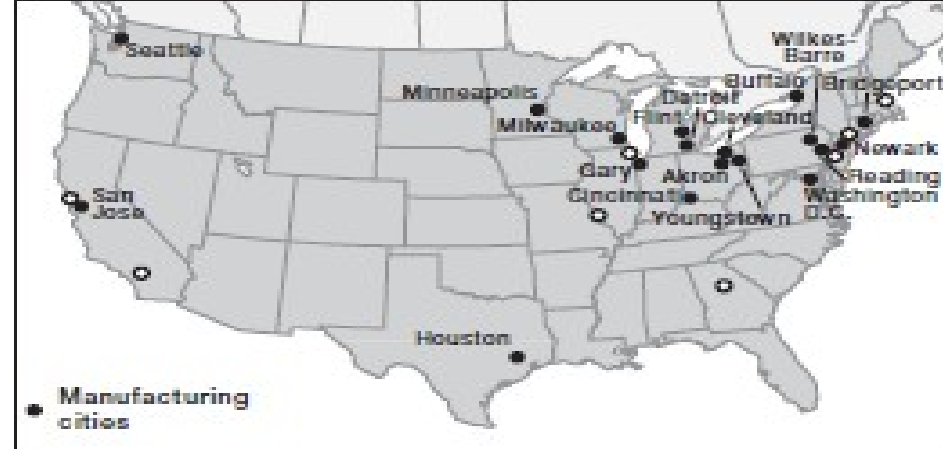 Seattle
Wilkes-
Barre
Minneapolis
Buffalo
Bridgeport
Detroit
Milwaukee
Flint
Cleveland
Newark
Gary
Akron
Reading
San
Jose
Cincinnati
Youngstown
Washington
D.C.
Houston
Manufacturing
cities